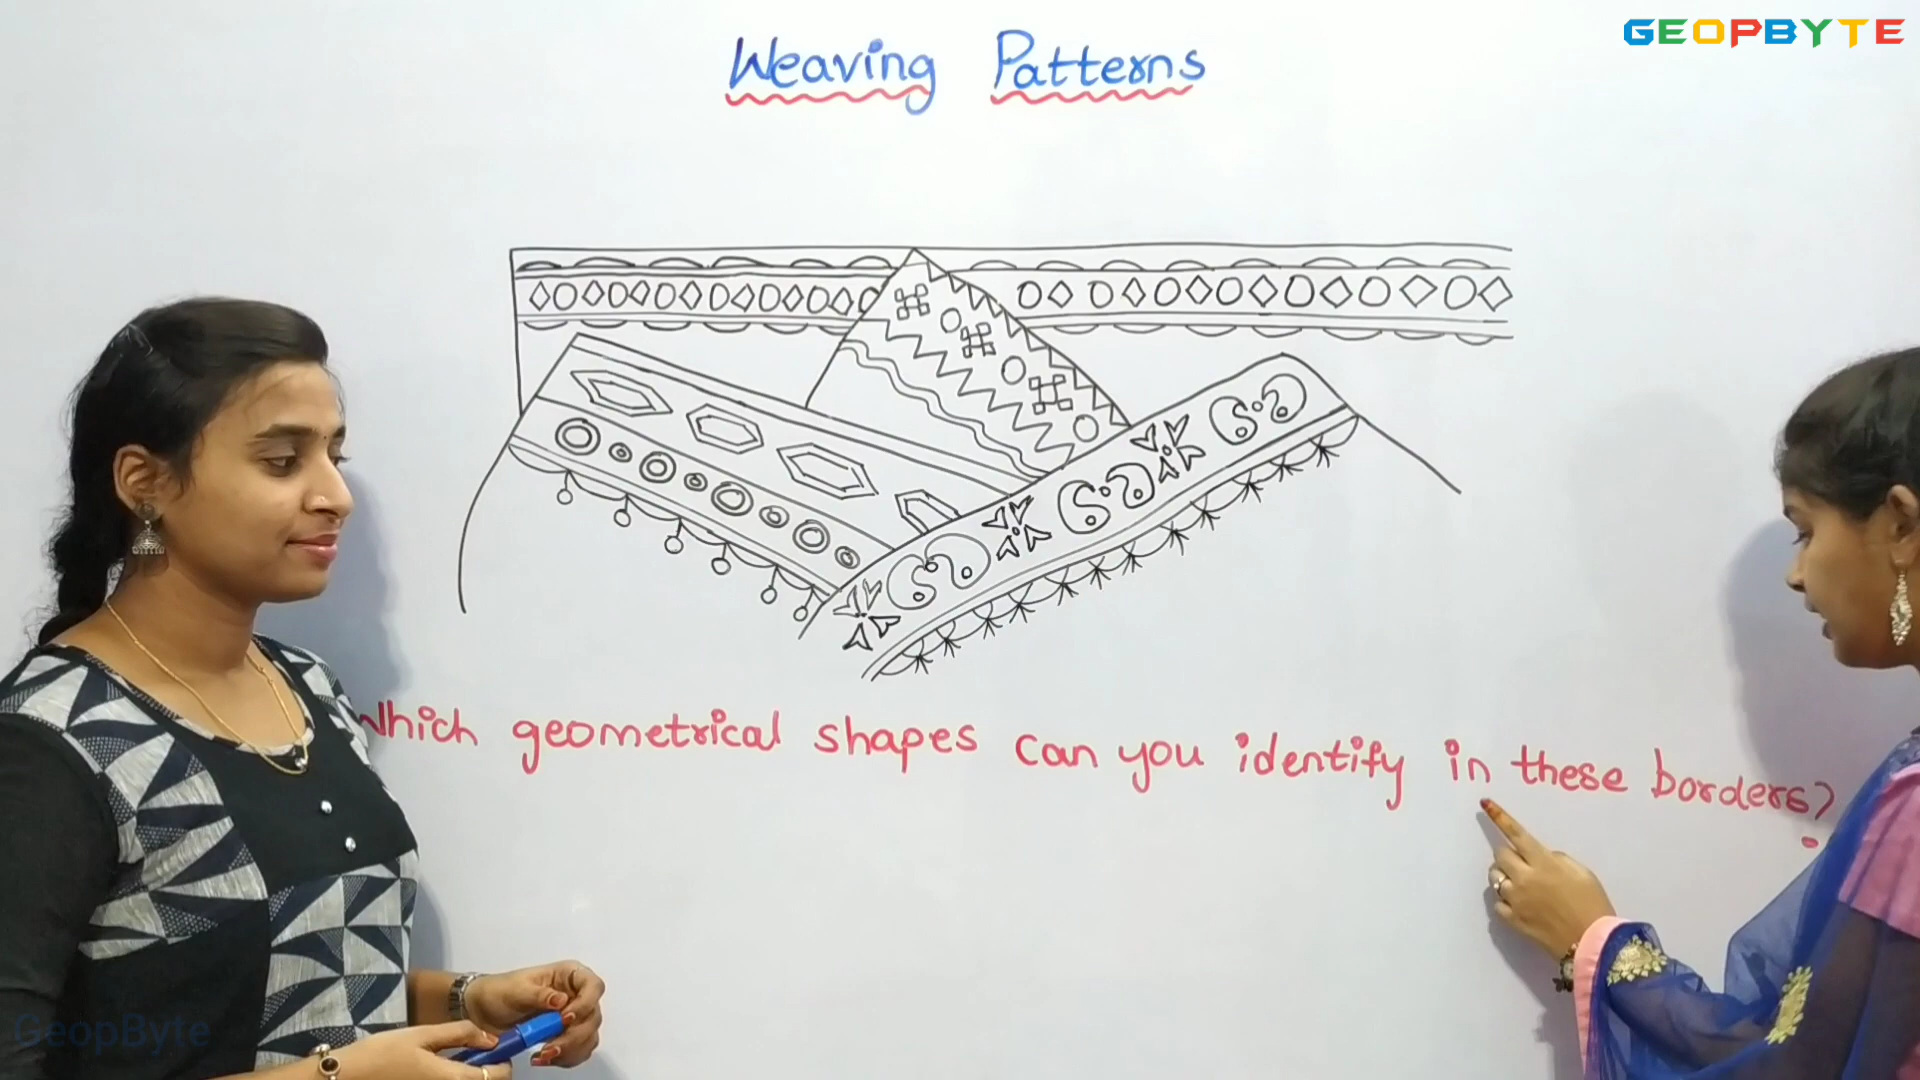 GEOPBYTE
Weaving Patterns
Which geometrical shapes can you identify in these borders?
GeopByte